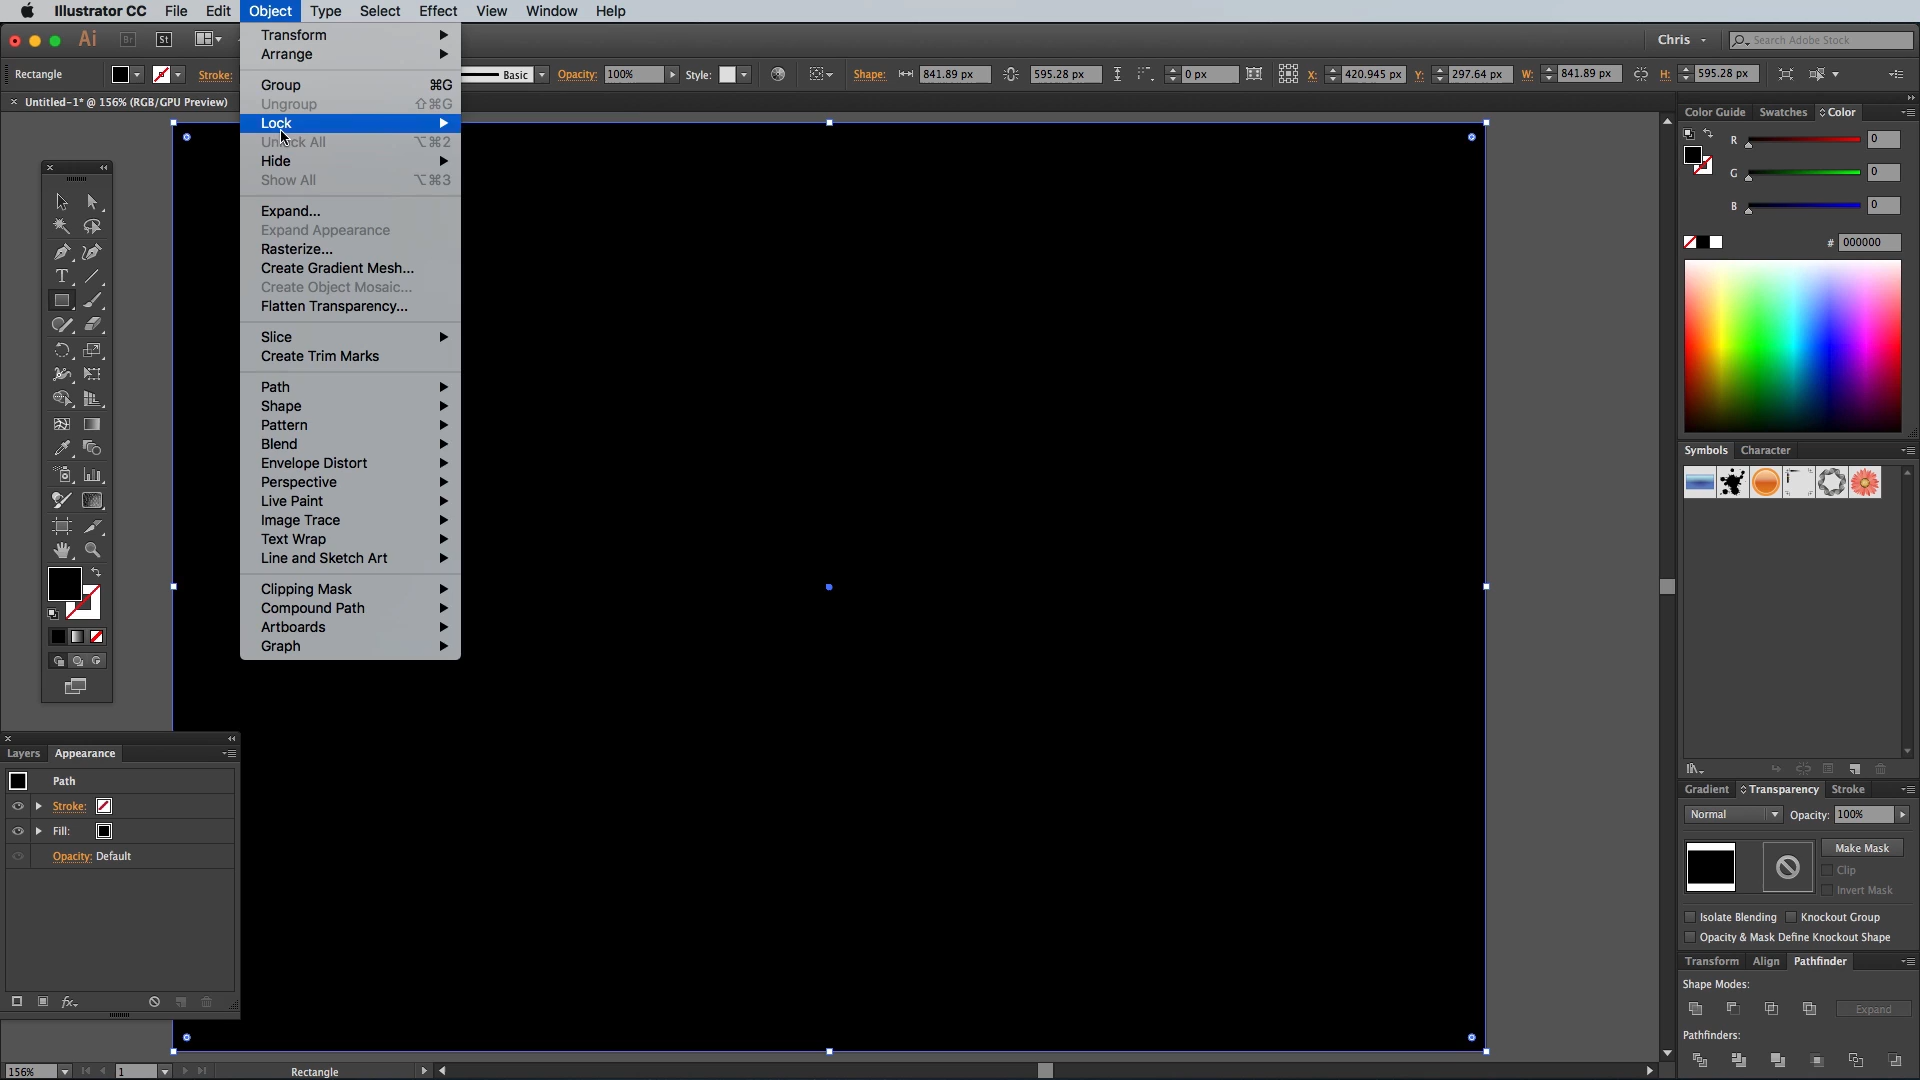 Illustrator CC File Edit Object Type Select Effect View Window Help
Ai Br St Chris Search Adobe Stock
Rectangle Stroke: Basic Opacity: 100% Style: Shape: 841.89 px 595.28 px 0 px X: 420.945 px Y: 297.64 px W: 841.89 px H: 595.28 px
Untitled-1* @ 156% (RGB/GPU Preview)
Transform
Arrange
Group ⌘G
Ungroup ⇧⌘G
Lock
Unlock All ⌥⌘2
Hide
Show All ⌥⌘3
Expand...
Expand Appearance
Rasterize...
Create Gradient Mesh...
Create Object Mosaic...
Flatten Transparency...
Slice
Create Trim Marks
Path
Shape
Pattern
Blend
Envelope Distort
Perspective
Live Paint
Image Trace
Text Wrap
Line and Sketch Art
Clipping Mask
Compound Path
Artboards
Graph
Layers Appearance
Path
Stroke:
Fill:
Opacity: Default
fx
156% 1 Rectangle
Color Guide Swatches Color
R 0
G 0
B 0
# 000000
Symbols Character
Gradient Transparency Stroke
Normal Opacity: 100%
Make Mask
Clip
Invert Mask
Isolate Blending Knockout Group
Opacity & Mask Define Knockout Shape
Transform Align Pathfinder
Shape Modes:
Expand
Pathfinders: